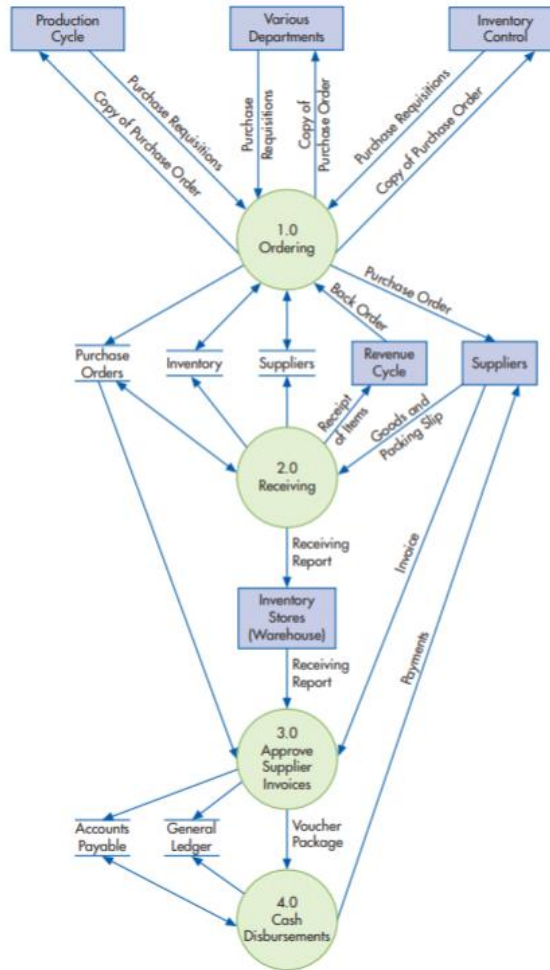 Production
Cycle
Various
Departments
Inventory
Control
Purchase Requisitions
Copy of Purchase Order
Purchase
Requisitions
Copy of
Purchase Order
Purchase Requisitions
Copy of Purchase Order
1.0
Ordering
Purchase Order
Back Order
Purchase
Orders
Inventory
Suppliers
Revenue
Cycle
Suppliers
Receipt
of Items
Goods and
Packing Slip
2.0
Receiving
Receiving
Report
Invoice
Inventory
Stores
(Warehouse)
Payments
Receiving
Report
3.0
Approve
Supplier
Invoices
Accounts
Payable
General
Ledger
Voucher
Package
4.0
Cash
Disbursements